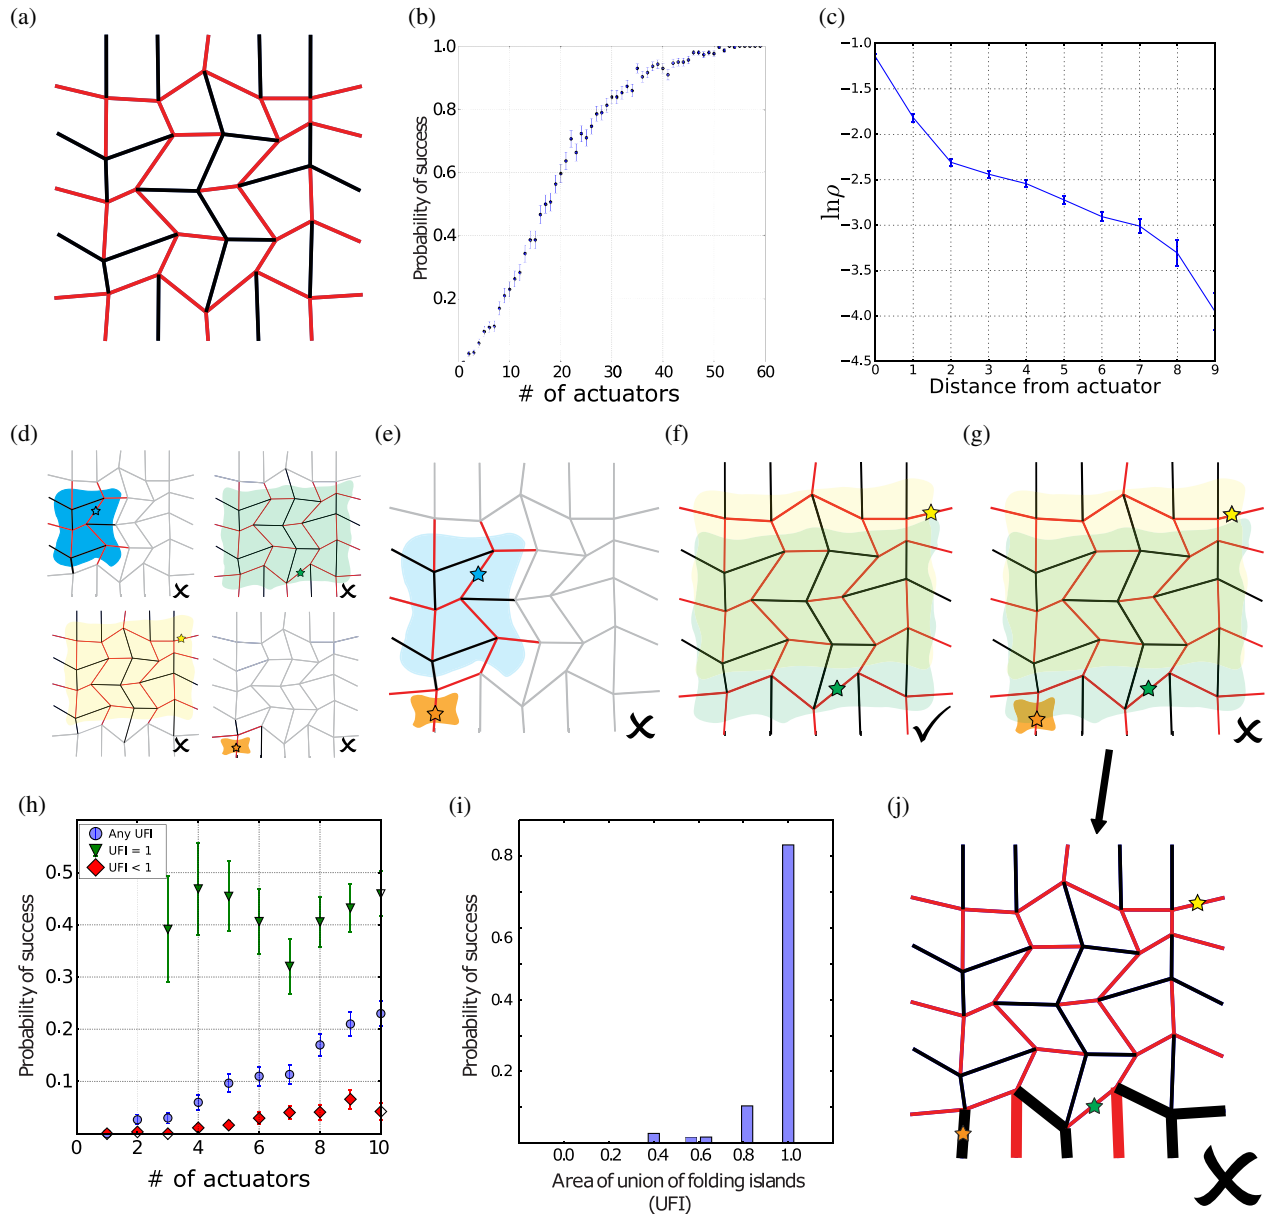 (a)
(b)
1.0
0.8
0.6
0.4
0.2
0 10 20 30 40 50 60
Probability of success
# of actuators
(c)
−1.0
−1.5
−2.0
−2.5
−3.0
−3.5
−4.0
−4.5
0 1 2 3 4 5 6 7 8 9
lnρ
Distance from actuator
(d)
(e)
(f)
(g)
(h)
Any UFI
UFI = 1
UFI < 1
0.5
0.4
0.3
0.2
0.1
0 2 4 6 8 10
Probability of success
# of actuators
(i)
0.8
0.6
0.4
0.2
0.0 0.2 0.4 0.6 0.8 1.0
Probability of success
Area of union of folding islands
(UFI)
(j)